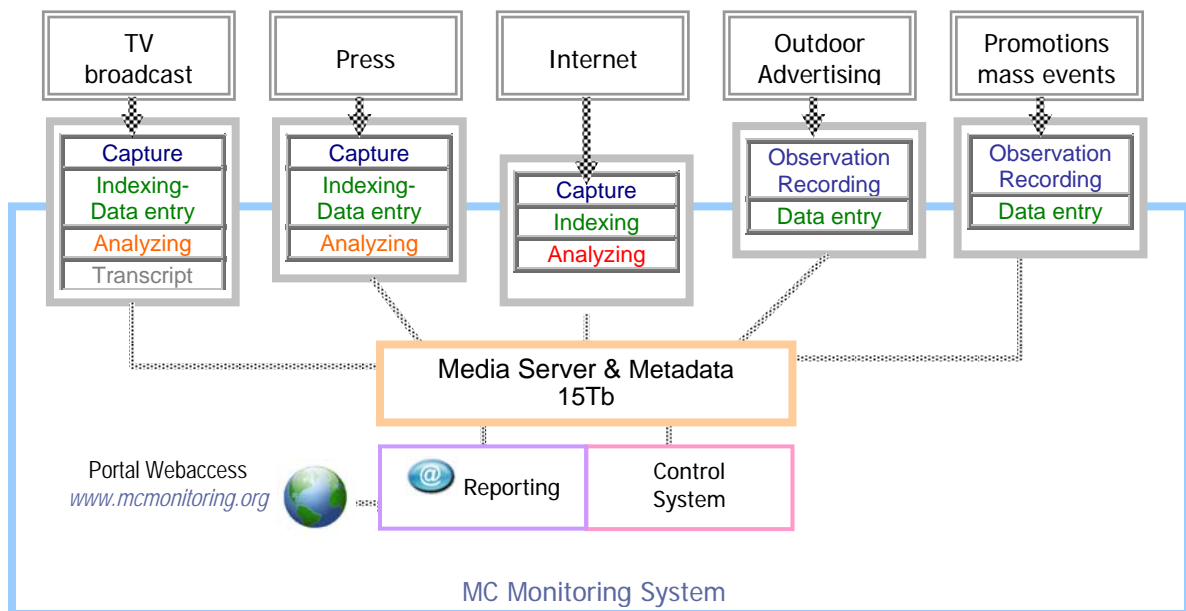 TV
broadcast
Press
Internet
Outdoor
Advertising
Promotions
mass events
Capture
Indexing-
Data entry
Analyzing
Transcript
Capture
Indexing-
Data entry
Analyzing
Capture
Indexing
Analyzing
Observation
Recording
Data entry
Observation
Recording
Data entry
Media Server & Metadata
15Tb
Portal Webaccess
www.mcmonitoring.org
@ Reporting
Control
System
MC Monitoring System